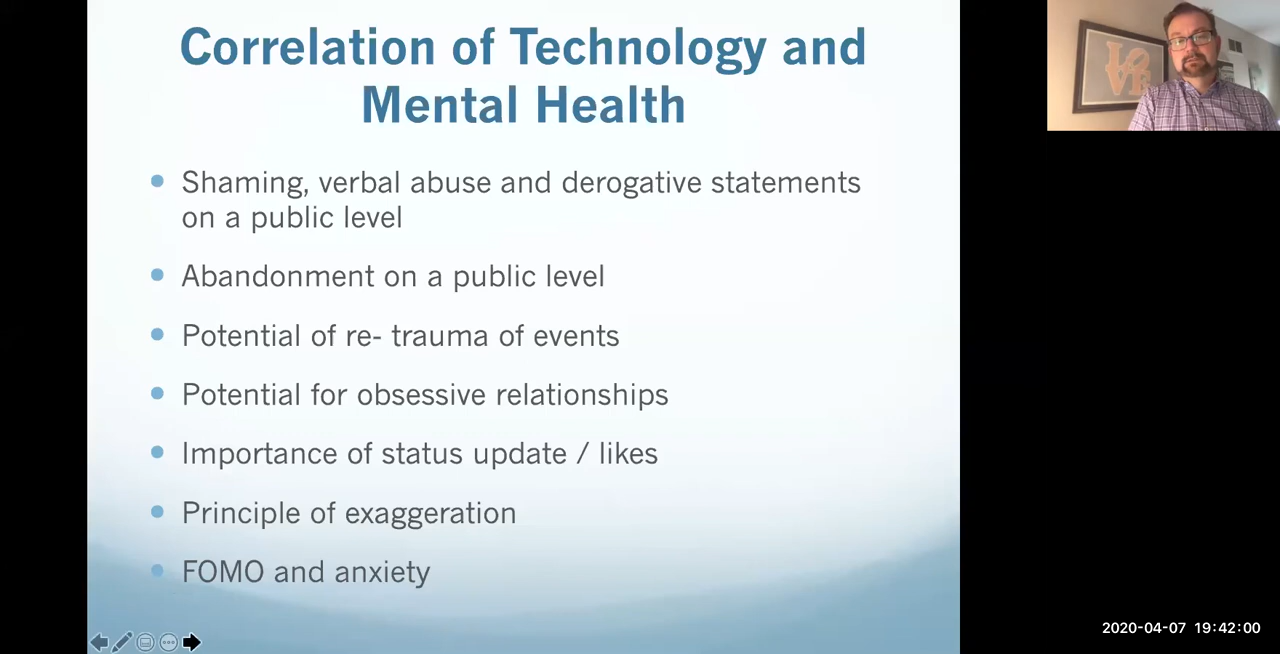 Correlation of Technology and
Mental Health
Shaming, verbal abuse and derogative statements
on a public level
Abandonment on a public level
Potential of re- trauma of events
Potential for obsessive relationships
Importance of status update / likes
Principle of exaggeration
FOMO and anxiety
LOVE
2020-04-07 19:42:00